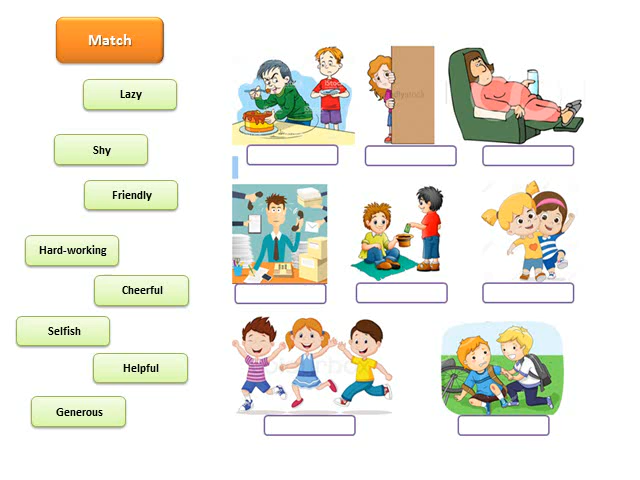 Match
Lazy
Shy
Friendly
Hard-working
Cheerful
Selfish
Helpful
Generous